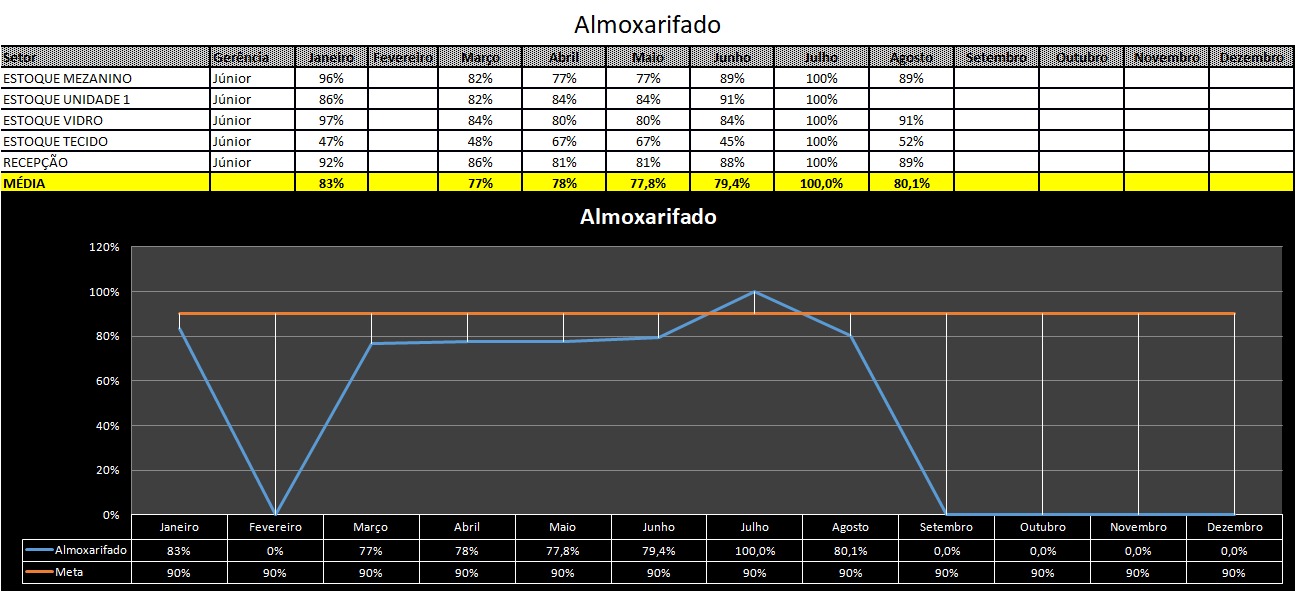 Almoxarifado
Setor Gerência Janeiro Fevereiro Março Abril Maio Junho Julho Agosto Setembro Outubro Novembro Dezembro
ESTOQUE MEZANINO Júnior 96% 82% 77% 77% 89% 100% 89%
ESTOQUE UNIDADE 1 Júnior 86% 82% 84% 84% 91% 100%
ESTOQUE VIDRO Júnior 97% 84% 80% 80% 84% 100% 91%
ESTOQUE TECIDO Júnior 47% 48% 67% 67% 45% 100% 52%
RECEPÇÃO Júnior 92% 86% 81% 81% 88% 100% 89%
MÉDIA 83% 77% 78% 77,8% 79,4% 100,0% 80,1%
Almoxarifado
120%
100%
80%
60%
40%
20%
0%
Janeiro Fevereiro Março Abril Maio Junho Julho Agosto Setembro Outubro Novembro Dezembro
Almoxarifado 83% 0% 77% 78% 77,8% 79,4% 100,0% 80,1% 0,0% 0,0% 0,0% 0,0%
Meta 90% 90% 90% 90% 90% 90% 90% 90% 90% 90% 90% 90%